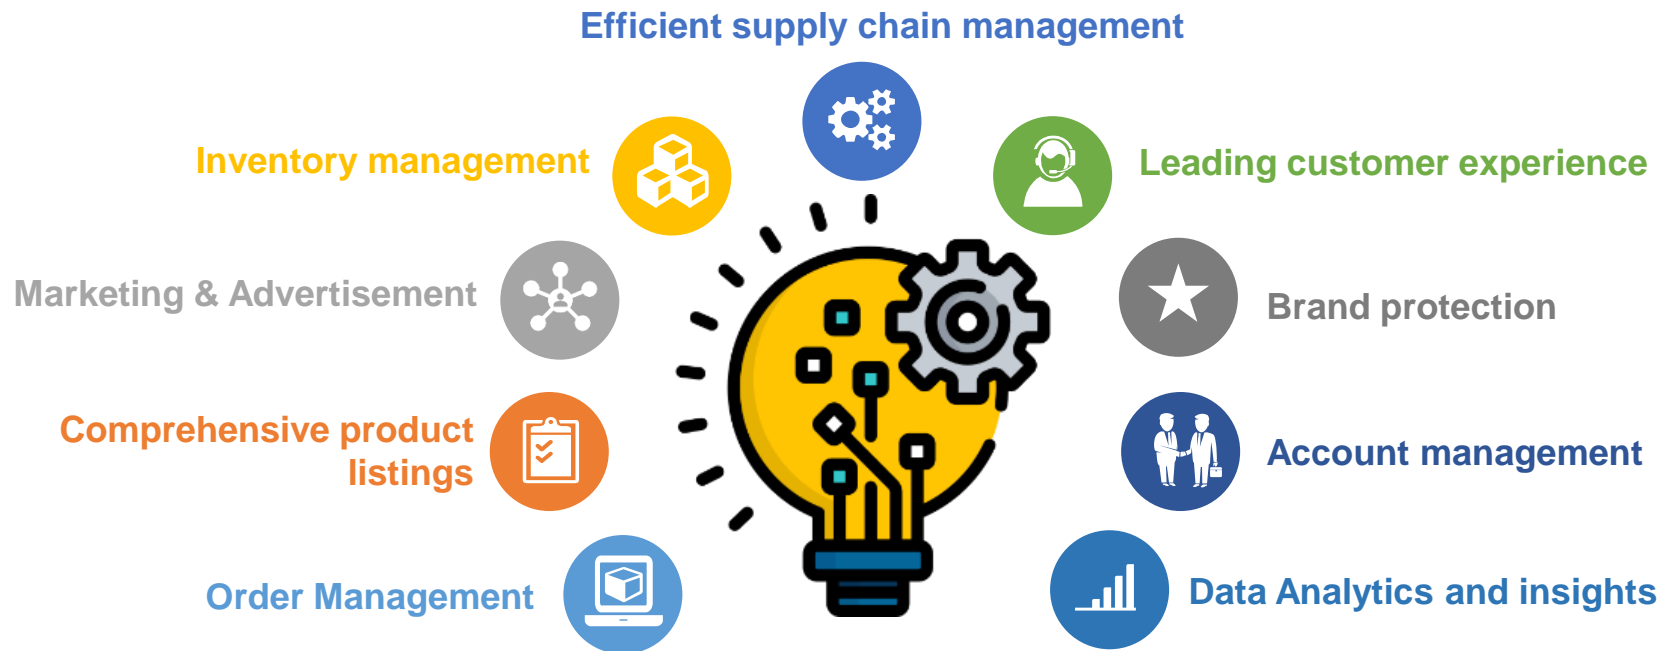 Efficient supply chain management
Inventory management
Leading customer experience
Marketing & Advertisement
Brand protection
Comprehensive product
listings
Account management
Order Management
Data Analytics and insights